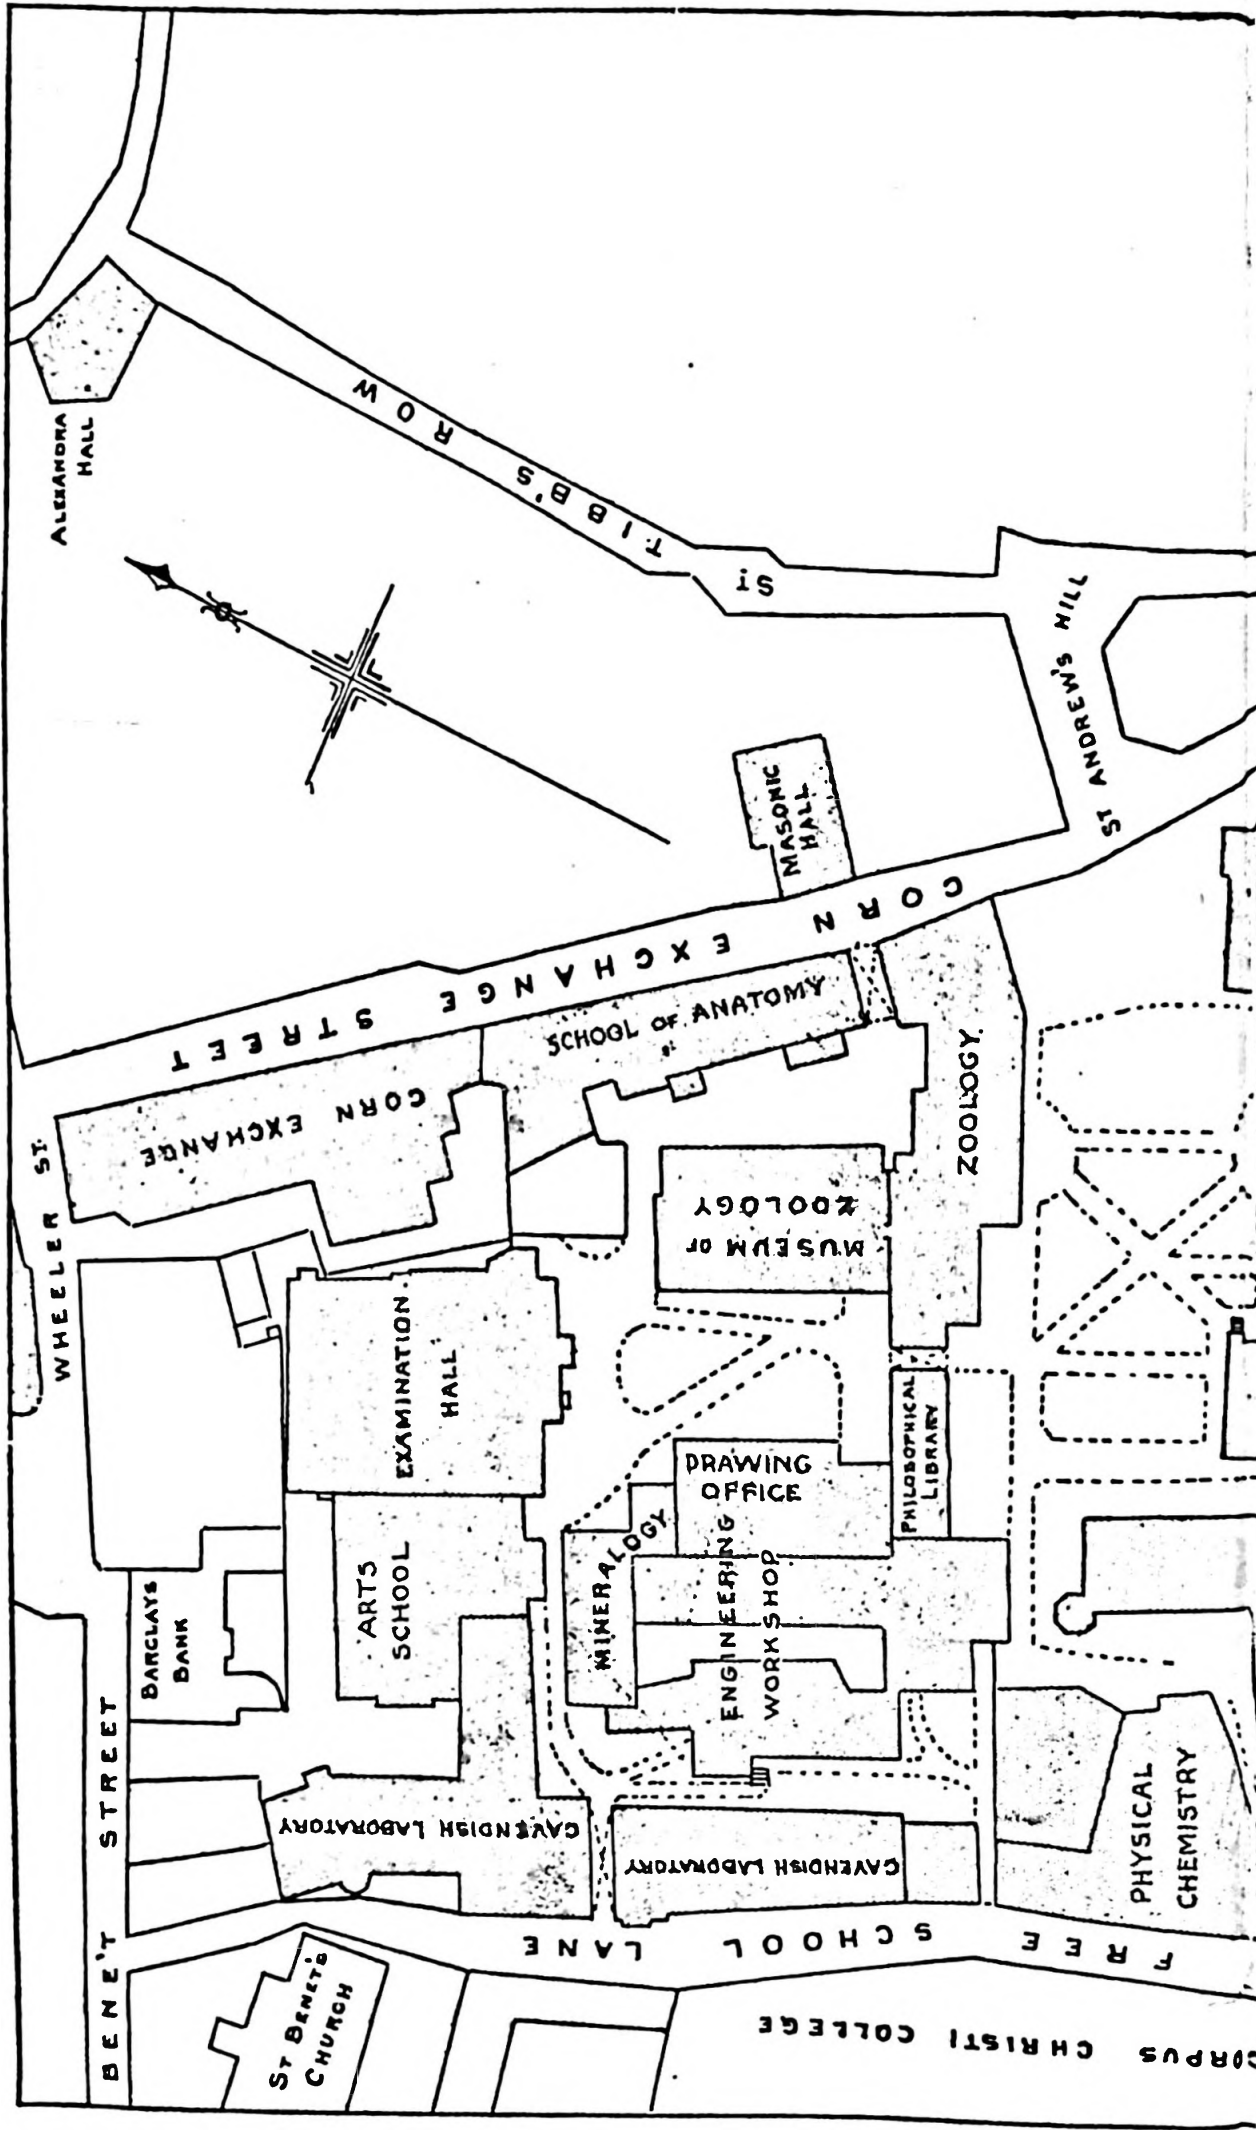 ALEXANDRA
HALL
TIBB'S ROW
ST
ST ANDREW'S HILL
MASONIC
HALL
CORN EXCHANGE STREET
SCHOOL OF ANATOMY
CORN EXCHANGE
WHEELER ST.
ZOOLOGY
MUSEUM OF
ZOOLOGY
EXAMINATION
HALL
DRAWING
OFFICE
PHILOSOPHICAL
LIBRARY
MINERALOGY
ENGINEERING
WORKSHOP
ARTS
SCHOOL
BARCLAYS
BANK
BENE'T STREET
CAVENDISH LABORATORY
CAVENDISH LABORATORY
PHYSICAL
CHEMISTRY
FREE SCHOOL LANE
ST BENET'S
CHURCH
CORPUS CHRISTI COLLEGE